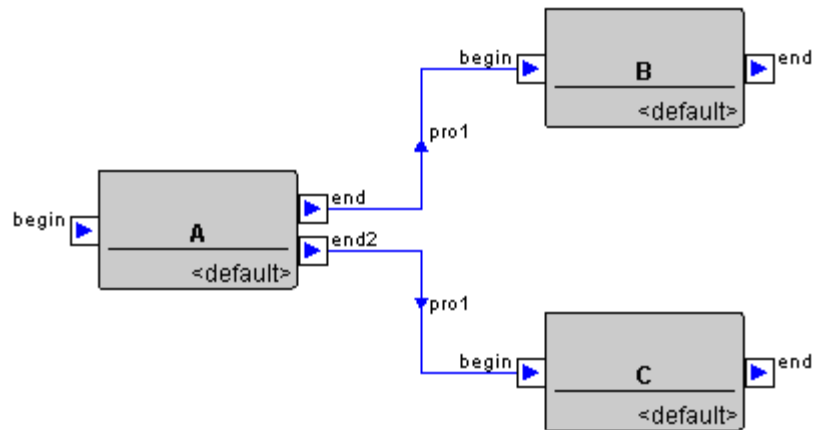 begin
B
<default>
end
pro1
begin
A
<default>
end
end2
pro1
begin
C
<default>
end